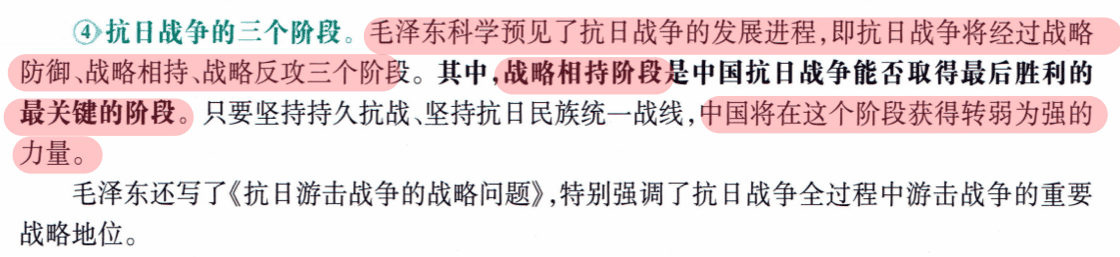 ④抗日战争的三个阶段。毛泽东科学预见了抗日战争的发展进程,即抗日战争将经过战略
防御、战略相持、战略反攻三个阶段。其中,战略相持阶段是中国抗日战争能否取得最后胜利的
最关键的阶段。只要坚持持久抗战、坚持抗日民族统一战线,中国将在这个阶段获得转弱为强的
力量。
毛泽东还写了《抗日游击战争的战略问题》,特别强调了抗日战争全过程中游击战争的重要
战略地位。